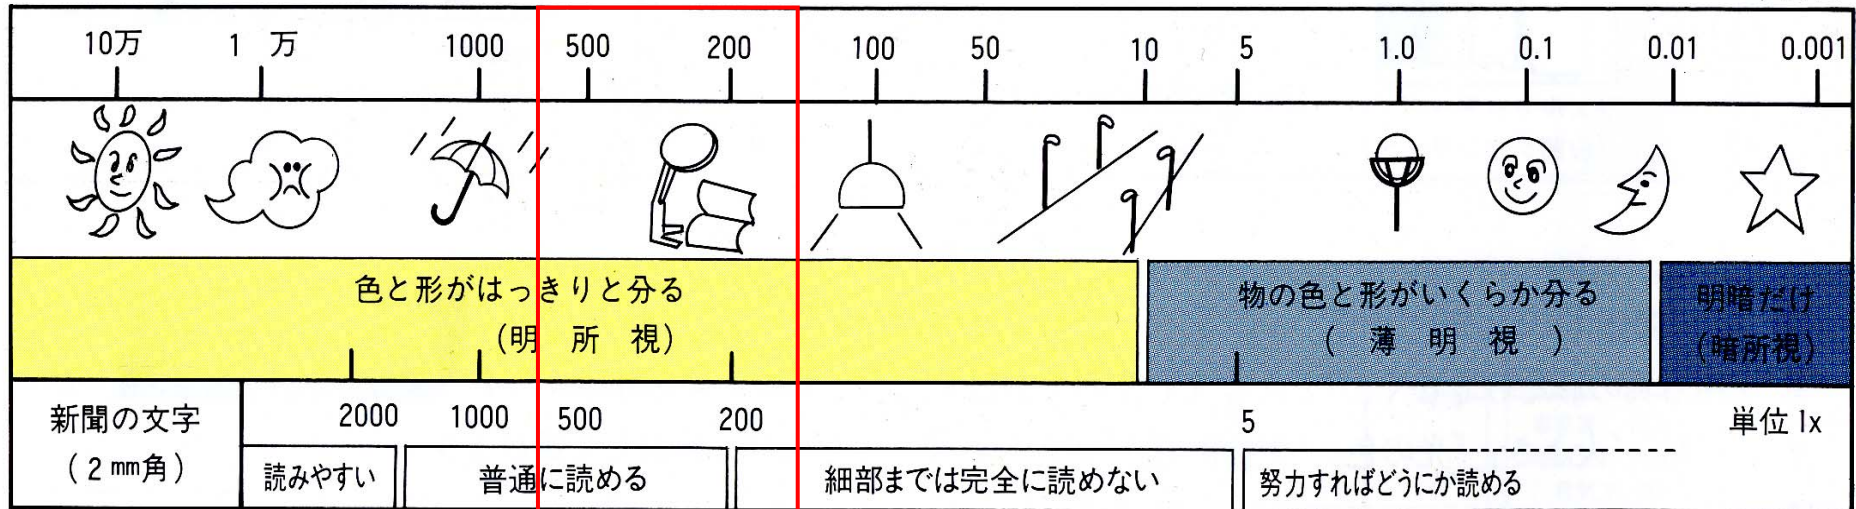 10万 1 万 1000 500 200 100 50 10 5 1.0 0.1 0.01 0.001
色と形がはっきりと分る
(明 所 視)
物の色と形がいくらか分る
( 薄 明 視 )
明暗だけ
(暗所視)
新聞の文字
(2㎜角)
2000 1000 500 200 5 単位 lx
読みやすい
普通に読める
細部までは完全に読めない
努力すればどうにか読める